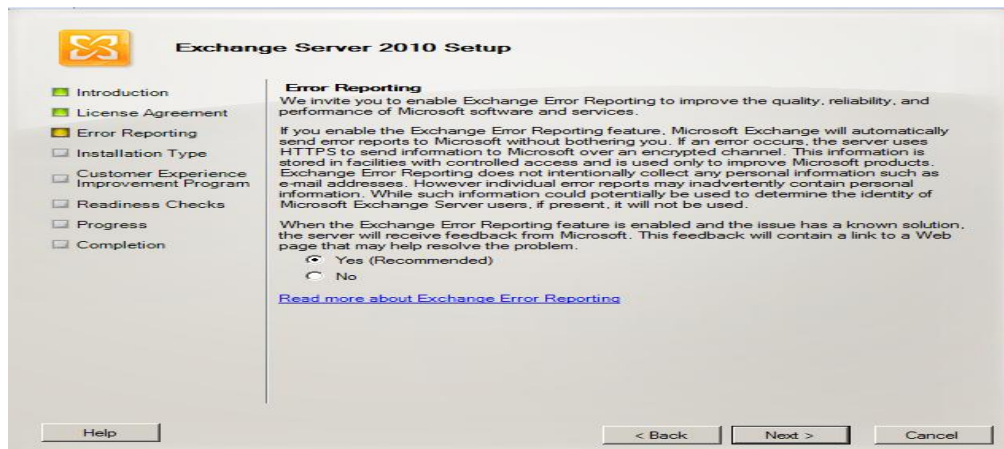 Exchange Server 2010 Setup
Introduction
License Agreement
Error Reporting
Installation Type
Customer Experience
Improvement Program
Readiness Checks
Progress
Completion
Error Reporting
We invite you to enable Exchange Error Reporting to improve the quality, reliability, and
performance of Microsoft software and services.
If you enable the Exchange Error Reporting feature, Microsoft Exchange will automatically
send error reports to Microsoft without bothering you. If an error occurs, the server uses
HTTPS to send information to Microsoft over an encrypted channel. This information is
stored in facilities with controlled access and is used only to improve Microsoft products.
Exchange Error Reporting does not intentionally collect any personal information such as
e-mail addresses. However individual error reports may inadvertently contain personal
information. While such information could potentially be used to determine the identity of
Microsoft Exchange Server users, if present, it will not be used.
When the Exchange Error Reporting feature is enabled and the issue has a known solution,
the server will receive feedback from Microsoft. This feedback will contain a link to a Web
page that may help resolve the problem.
Yes (Recommended)
No
Read more about Exchange Error Reporting
Help
< Back
Next >
Cancel